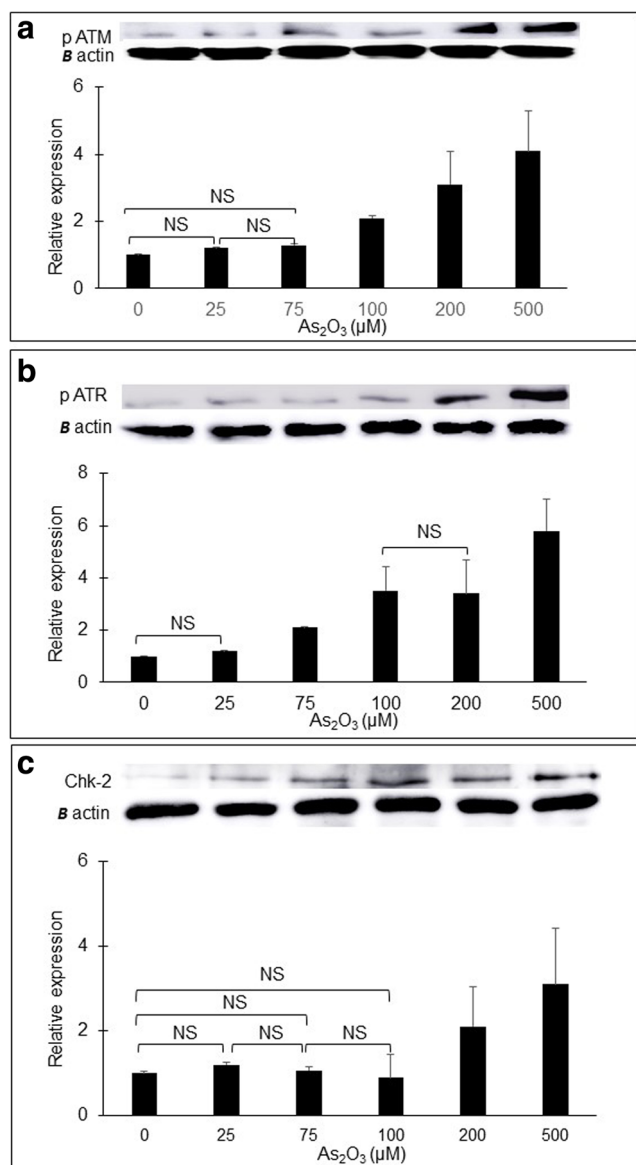 a
p ATM
B actin
6
4
2
0
Relative expression
NS
NS NS
0 25 75 100 200 500
As₂O₃ (µM)
b
p ATR
B actin
8
6
4
2
0
Relative expression
NS
NS
0 25 75 100 200 500
As₂O₃ (µM)
c
Chk-2
B actin
6
4
2
0
Relative expression
NS
NS
NS NS NS
0 25 75 100 200 500
As₂O₃ (µM)